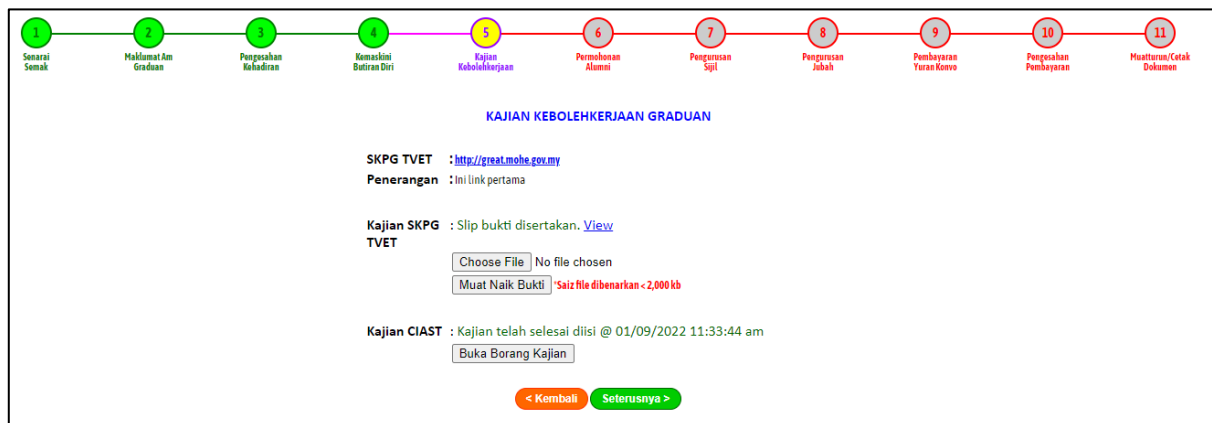 1 2 3 4 5 6 7 8 9 10 11
Senarai Maklumat Am Pengesahan Kemaskini Kajian Permohonan Pengurusan Pengurusan Pembayaran Pengesahan Muatturun/Cetak
Semak Graduan Kehadiran Butiran Diri Kebolehkerjaan Alumni Sijil Jubah Yuran Konvo Pembayaran Dokumen
KAJIAN KEBOLEHKERJAAN GRADUAN
SKPG TVET : http://great.mohe.gov.my
Penerangan : Ini link pertama
Kajian SKPG : Slip bukti disertakan. View
TVET
Choose File No file chosen
Muat Naik Bukti *Saiz file dibenarkan < 2,000 kb
Kajian CIAST : Kajian telah selesai diisi @ 01/09/2022 11:33:44 am
Buka Borang Kajian
< Kembali Seterusnya >